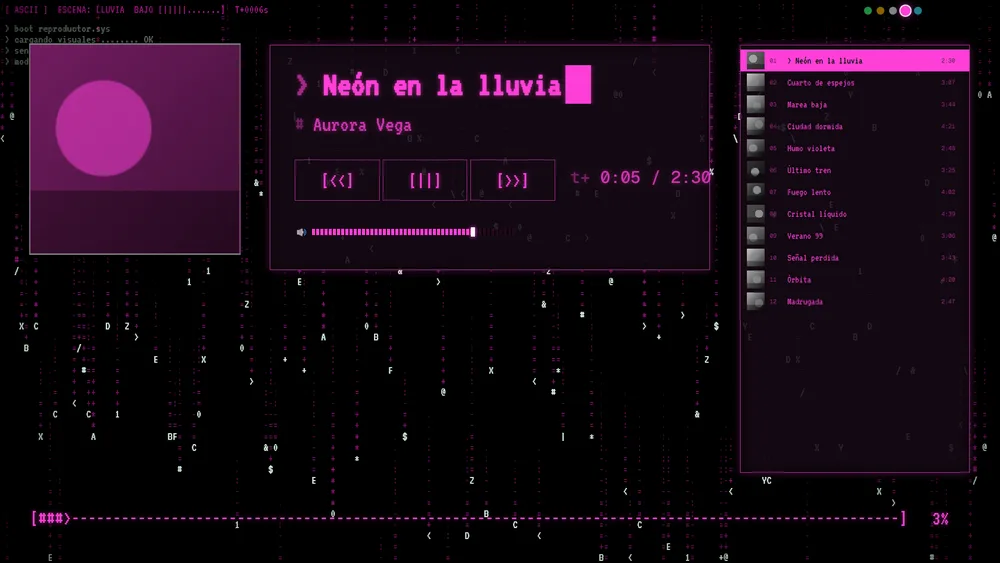 [ ASCII ] ESCENA: LLUVIA BAJO [|||||.......] T+0006s
❯ boot reproductor.sys
❯ cargando visuales ........ OK
❯ Neón en la lluvia
# Aurora Vega
[❮❮] [||] [❯❯] t+ 0:05 / 2:30
01 ❯ Neón en la lluvia 2:30
02 Cuarto de espejos 3:07
03 Marea baja 3:44
04 Ciudad dormida 4:21
05 Humo violeta 2:48
06 Último tren 3:25
07 Fuego lento 4:02
08 Cristal líquido 4:39
09 Verano 99 3:06
10 Señal perdida 3:43
11 Órbita 4:20
12 Madrugada 2:47
[###❯------------------------------] 3%